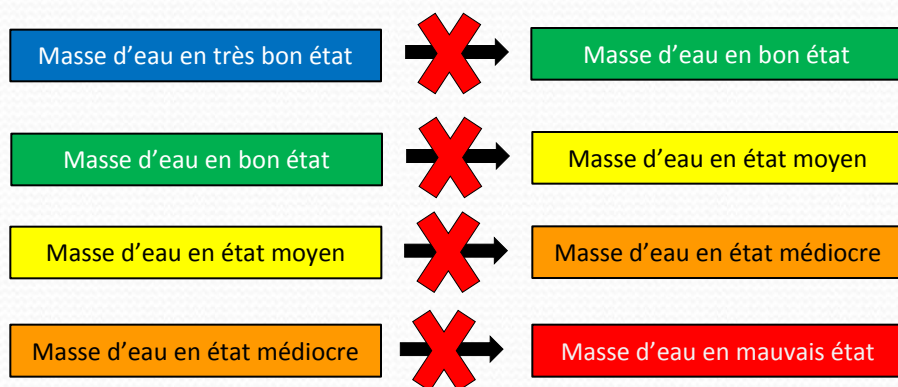 Masse d'eau en très bon état
Masse d'eau en bon état
Masse d'eau en bon état
Masse d'eau en état moyen
Masse d'eau en état moyen
Masse d'eau en état médiocre
Masse d'eau en état médiocre
Masse d'eau en mauvais état